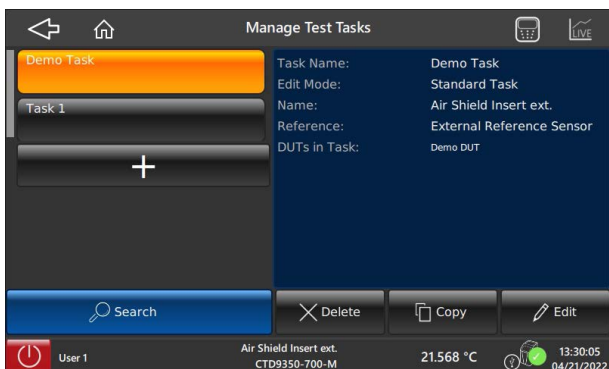 Manage Test Tasks
LIVE
Demo Task
Task 1
Task Name: Demo Task
Edit Mode: Standard Task
Name: Air Shield Insert ext.
Reference: External Reference Sensor
DUTs in Task: Demo DUT
Search
Delete
Copy
Edit
User 1
Air Shield Insert ext.
CTD9350-700-M
21.568 °C
13:30:05
04/21/2022